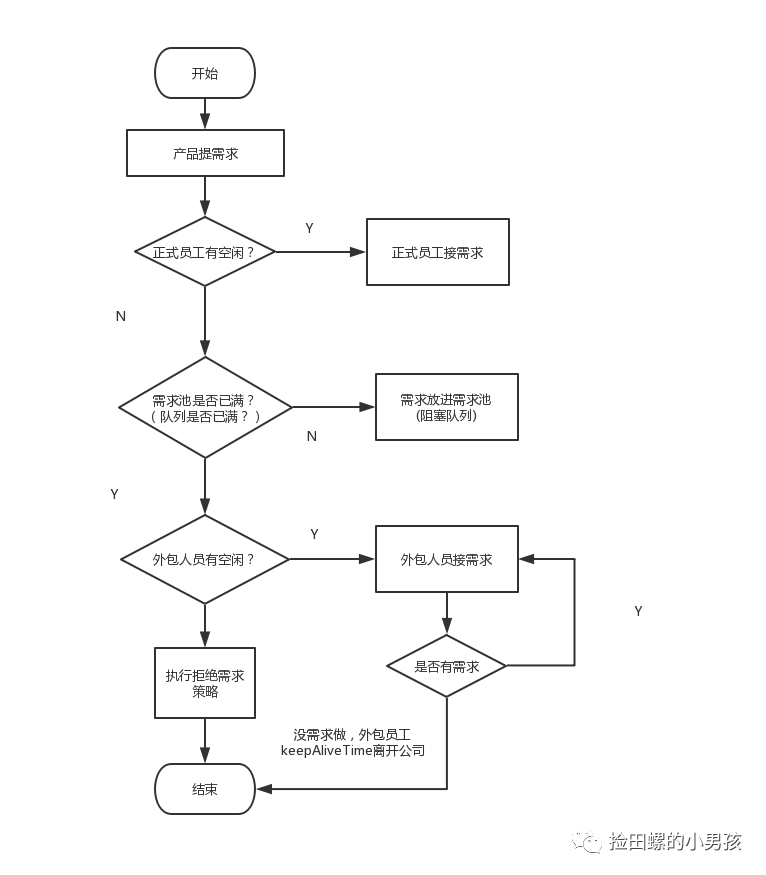 开始
产品提需求
正式员工有空闲？
Y
正式员工接需求
N
需求池是否已满？
（队列是否已满？）
N
需求放进需求池
(阻塞队列)
Y
外包人员有空闲？
Y
外包人员接需求
Y
是否有需求
执行拒绝需求
策略
没需求做，外包员工
keepAliveTime离开公司
结束
捡田螺的小男孩